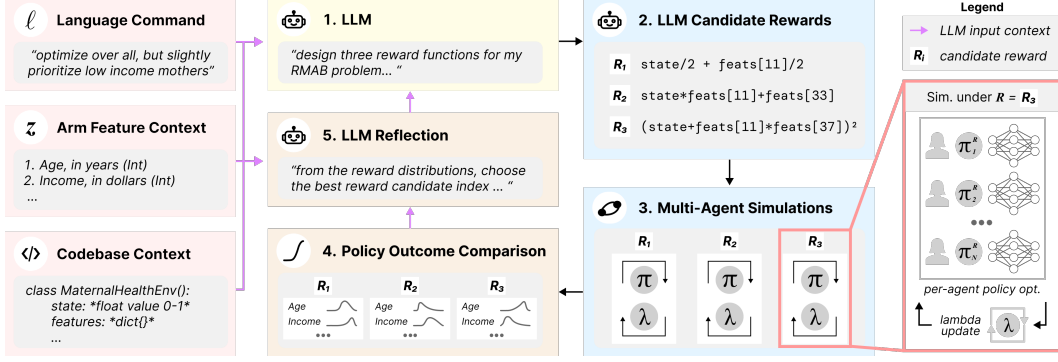 ℓ Language Command
“optimize over all, but slightly
prioritize low income mothers”
z Arm Feature Context
1. Age, in years (Int)
2. Income, in dollars (Int)
...
</> Codebase Context
class MaternalHealthEnv():
state: *float value 0-1*
features: *dict{}*
...
1. LLM
“design three reward functions for my
RMAB problem... “
5. LLM Reflection
“from the reward distributions, choose
the best reward candidate index ... “
4. Policy Outcome Comparison
R1 R2 R3
Age Age Age
Income Income Income
... ... ...
2. LLM Candidate Rewards
R1 state/2 + feats[11]/2
R2 state*feats[11]+feats[33]
R3 (state+feats[11]*feats[37])²
3. Multi-Agent Simulations
R1 R2 R3
π π π
λ λ λ
Legend
LLM input context
Ri candidate reward
Sim. under R = R3
π1R
π2R
...
πNR
per-agent policy opt.
lambda
update
λ